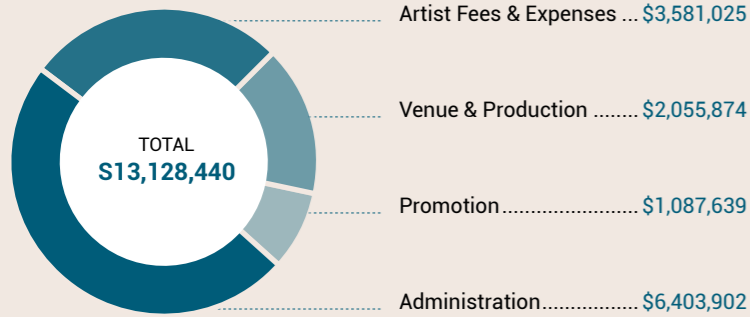 Artist Fees & Expenses ... $3,581,025
Venue & Production ........ $2,055,874
TOTAL
S13,128,440
Promotion....................... $1,087,639
Administration................ $6,403,902